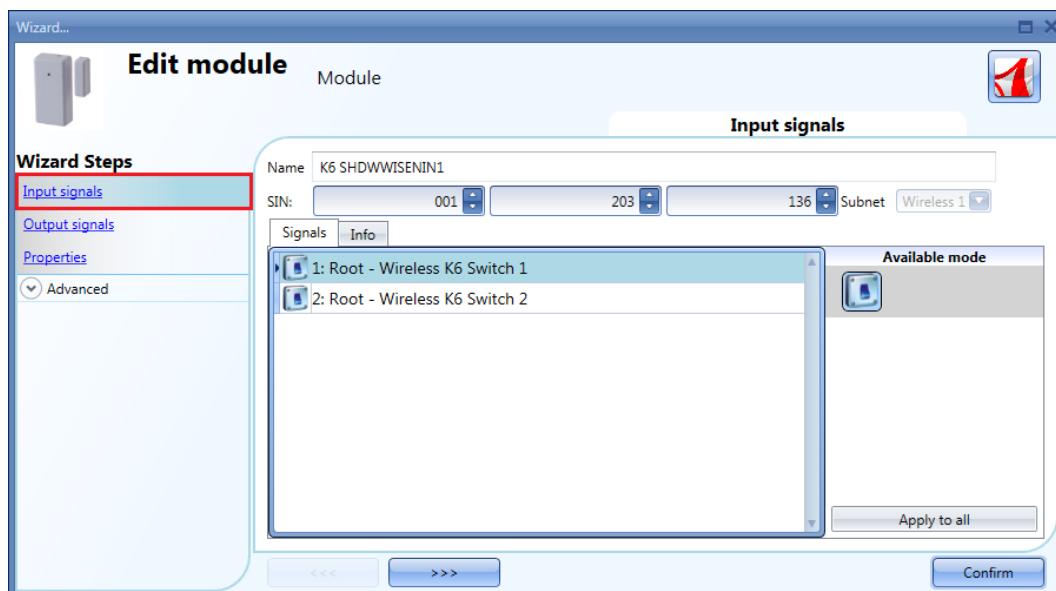 Wizard...
Edit module
Module
Input signals
Wizard Steps
Input signals
Output signals
Properties
Advanced
Name K6 SHDWWISENIN1
SIN: 001 203 136 Subnet Wireless 1
Signals Info
1: Root - Wireless K6 Switch 1
2: Root - Wireless K6 Switch 2
Available mode
Apply to all
<<< >>> Confirm